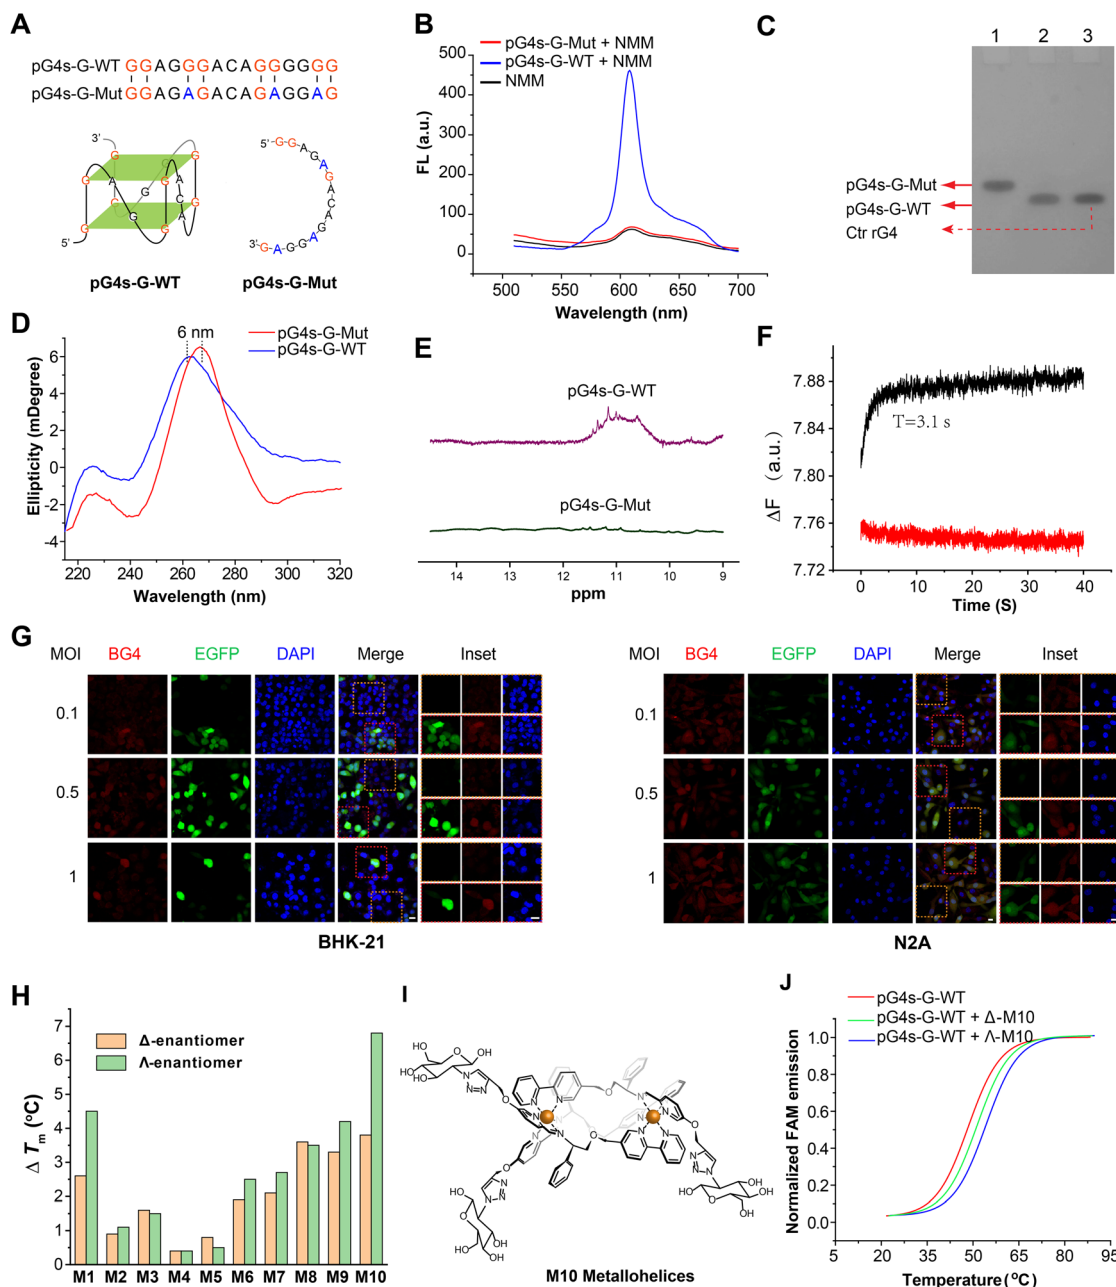 A
pG4s-G-WT GGAGGGACAGGGGGG
pG4s-G-Mut GGAGAGACAGAGGAG
3'
G G G G A G A C A G G G G A G
5'
pG4s-G-WT
5' -GGAGAGACAGAGGAG 3'
pG4s-G-Mut
B
pG4s-G-Mut + NMM
pG4s-G-WT + NMM
NMM
FL (a.u.)
500
400
300
200
100
0
500 550 600 650 700
Wavelength (nm)
C
1 2 3
pG4s-G-Mut
pG4s-G-WT
Ctr rG4
D
6 nm
pG4s-G-Mut
pG4s-G-WT
Ellipticity (mDegree)
6
4
2
0
-2
-4
220 240 260 280 300 320
Wavelength (nm)
E
pG4s-G-WT
pG4s-G-Mut
14 13 12 11 10 9
ppm
F
ΔF (a.u.)
7.88
7.84
7.80
7.76
7.72
T=3.1 s
0 10 20 30 40
Time (S)
G
MOI BG4 EGFP DAPI Merge Inset
0.1
0.5
1
BHK-21
MOI BG4 EGFP DAPI Merge Inset
0.1
0.5
1
N2A
H
Δ-enantiomer
Λ-enantiomer
Δ Tm (°C)
7
6
5
4
3
2
1
0
M1 M2 M3 M4 M5 M6 M7 M8 M9 M10
I
M10 Metallohelices
J
pG4s-G-WT
pG4s-G-WT + Δ-M10
pG4s-G-WT + Λ-M10
Normalized FAM emission
1.0
0.8
0.6
0.4
0.2
0.0
15 35 55 75 95
Temperature (°C)